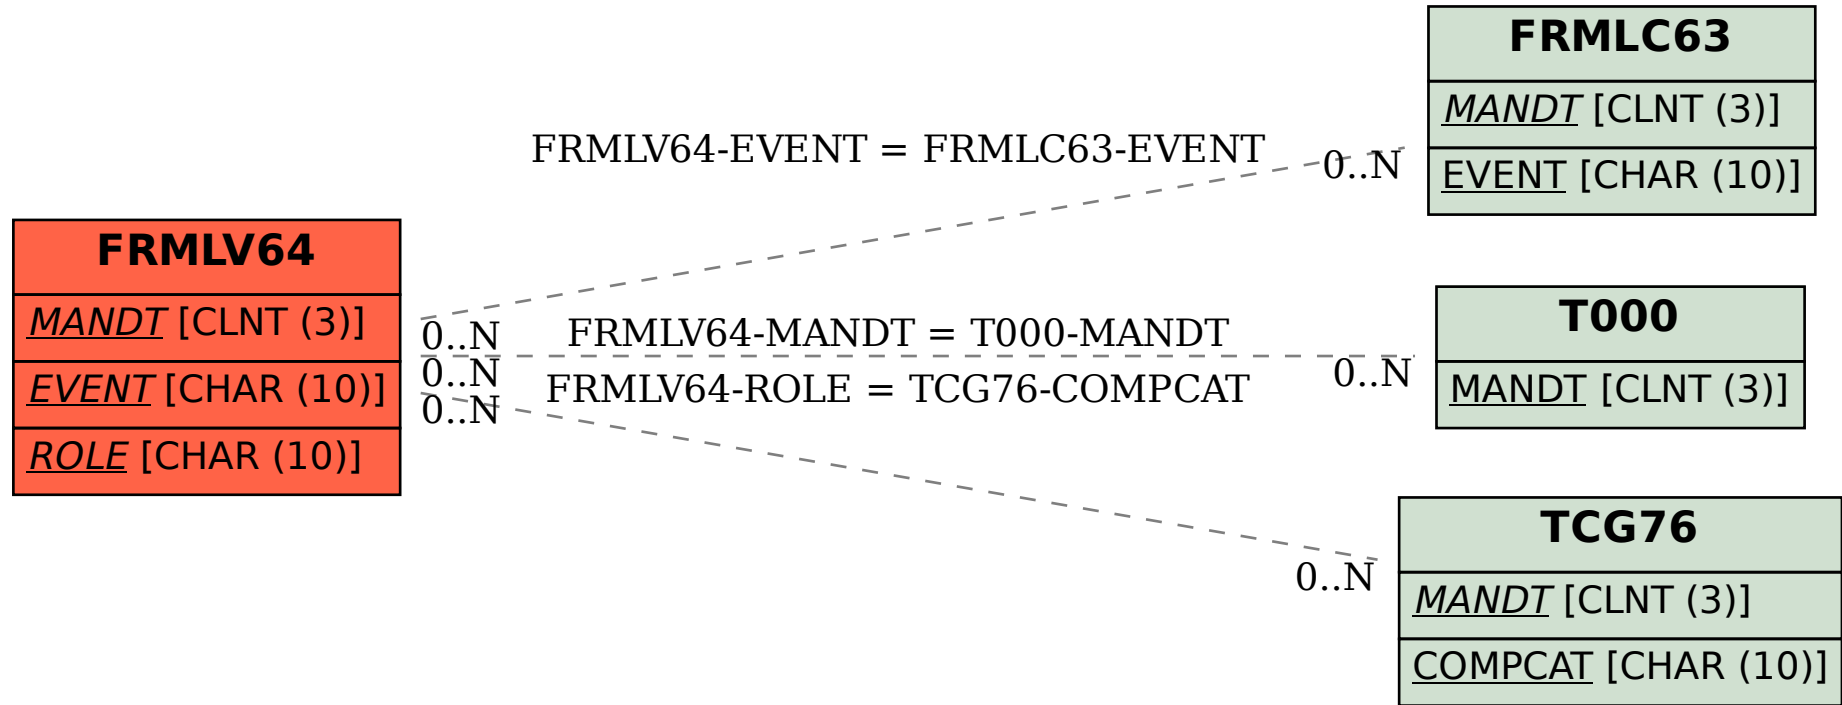 FRMLC63
MANDT [CLNT (3)]
EVENT [CHAR (10)]
FRMLV64-EVENT = FRMLC63-EVENT
0..N
FRMLV64
MANDT [CLNT (3)]
EVENT [CHAR (10)]
ROLE [CHAR (10)]
0..N
0..N
0..N
FRMLV64-MANDT = T000-MANDT
0..N
FRMLV64-ROLE = TCG76-COMPCAT
0..N
T000
MANDT [CLNT (3)]
TCG76
MANDT [CLNT (3)]
COMPCAT [CHAR (10)]